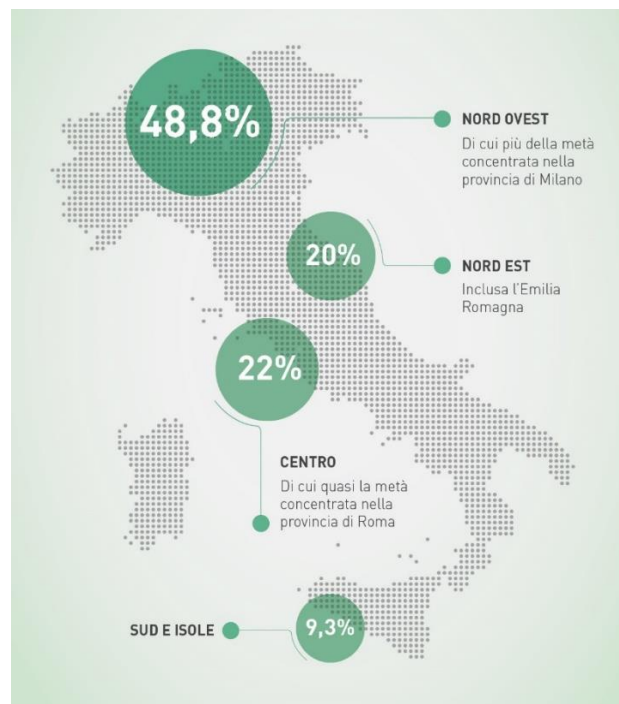 48,8%
NORD OVEST
Di cui più della metà
concentrata nella
provincia di Milano
20%
NORD EST
Inclusa l'Emilia
Romagna
22%
CENTRO
Di cui quasi la metà
concentrata nella
provincia di Roma
SUD E ISOLE
9,3%